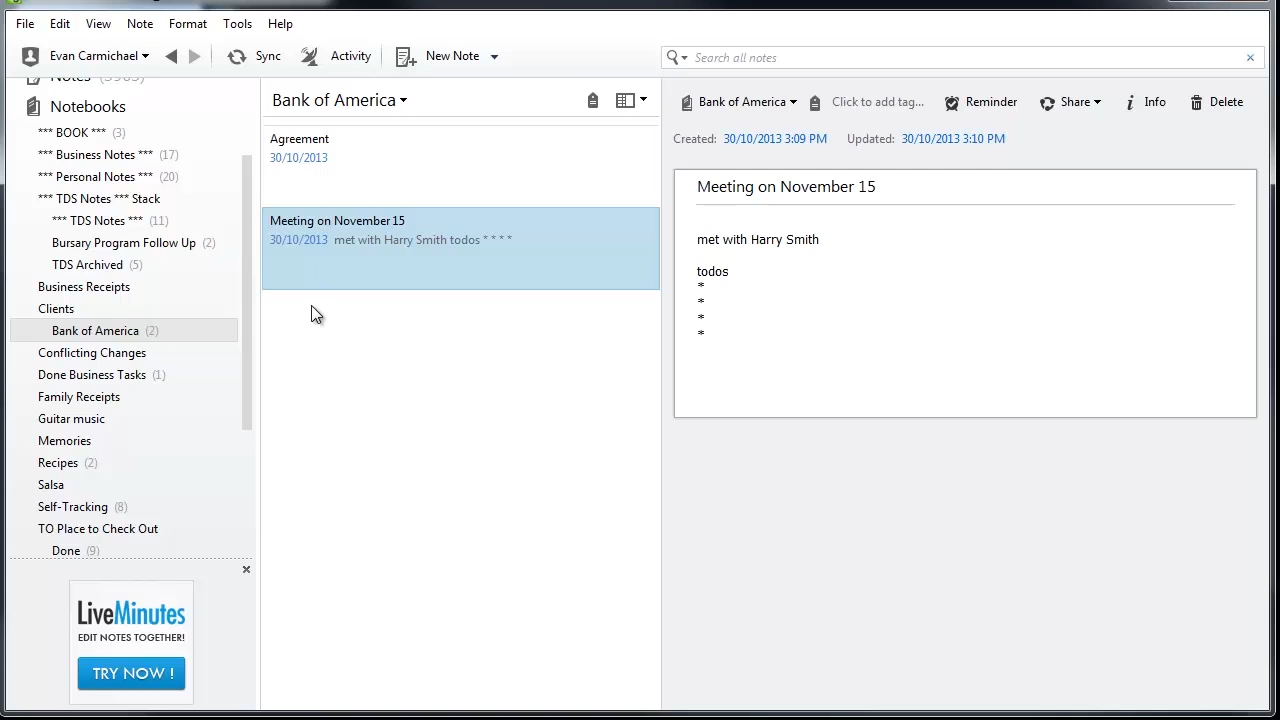 File Edit View Note Format Tools Help
Evan Carmichael Sync Activity New Note Search all notes
Notes (3963)
Notebooks
*** BOOK *** (3)
*** Business Notes *** (17)
*** Personal Notes *** (20)
*** TDS Notes *** Stack
*** TDS Notes *** (11)
Bursary Program Follow Up (2)
TDS Archived (5)
Business Receipts
Clients
Bank of America (2)
Conflicting Changes
Done Business Tasks (1)
Family Receipts
Guitar music
Memories
Recipes (2)
Salsa
Self-Tracking (8)
TO Place to Check Out
Done (9)
LiveMinutes
EDIT NOTES TOGETHER!
TRY NOW !
Bank of America
Agreement
30/10/2013
Meeting on November 15
30/10/2013 met with Harry Smith todos * * * *
Bank of America Click to add tag... Reminder Share Info Delete
Created: 30/10/2013 3:09 PM Updated: 30/10/2013 3:10 PM
Meeting on November 15
met with Harry Smith
todos
*
*
*
*